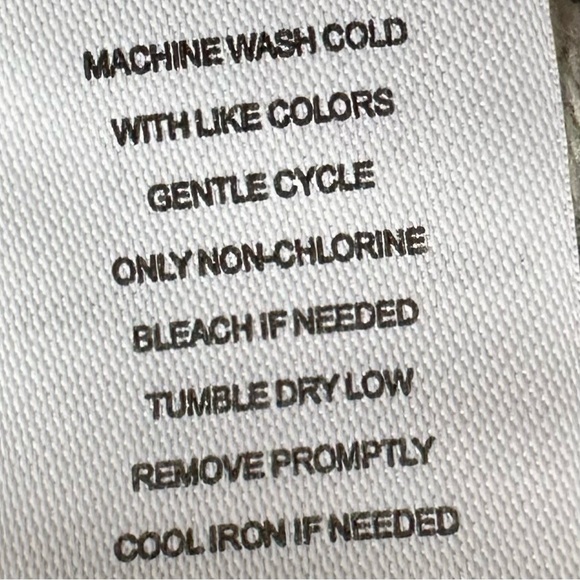 MACHINE WASH COLD
WITH LIKE COLORS
GENTLE CYCLE
ONLY NON-CHLORINE
BLEACH IF NEEDED
TUMBLE DRY LOW
REMOVE PROMPTLY
COOL IRON IF NEEDED